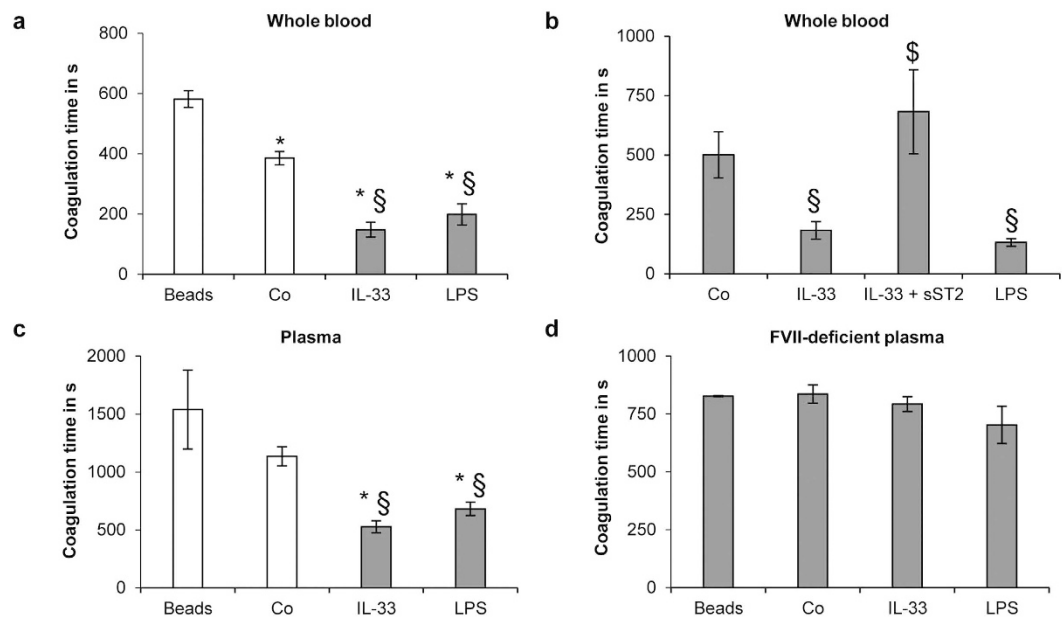 a
Whole blood
Coagulation time in s
800
600
400
200
0
*
* §
* §
Beads Co IL-33 LPS
b
Whole blood
Coagulation time in s
1000
750
500
250
0
§
$
§
Co IL-33 IL-33 + sST2 LPS
c
Plasma
Coagulation time in s
2000
1500
1000
500
0
* §
* §
Beads Co IL-33 LPS
d
FVII-deficient plasma
Coagulation time in s
1000
750
500
250
0
Beads Co IL-33 LPS